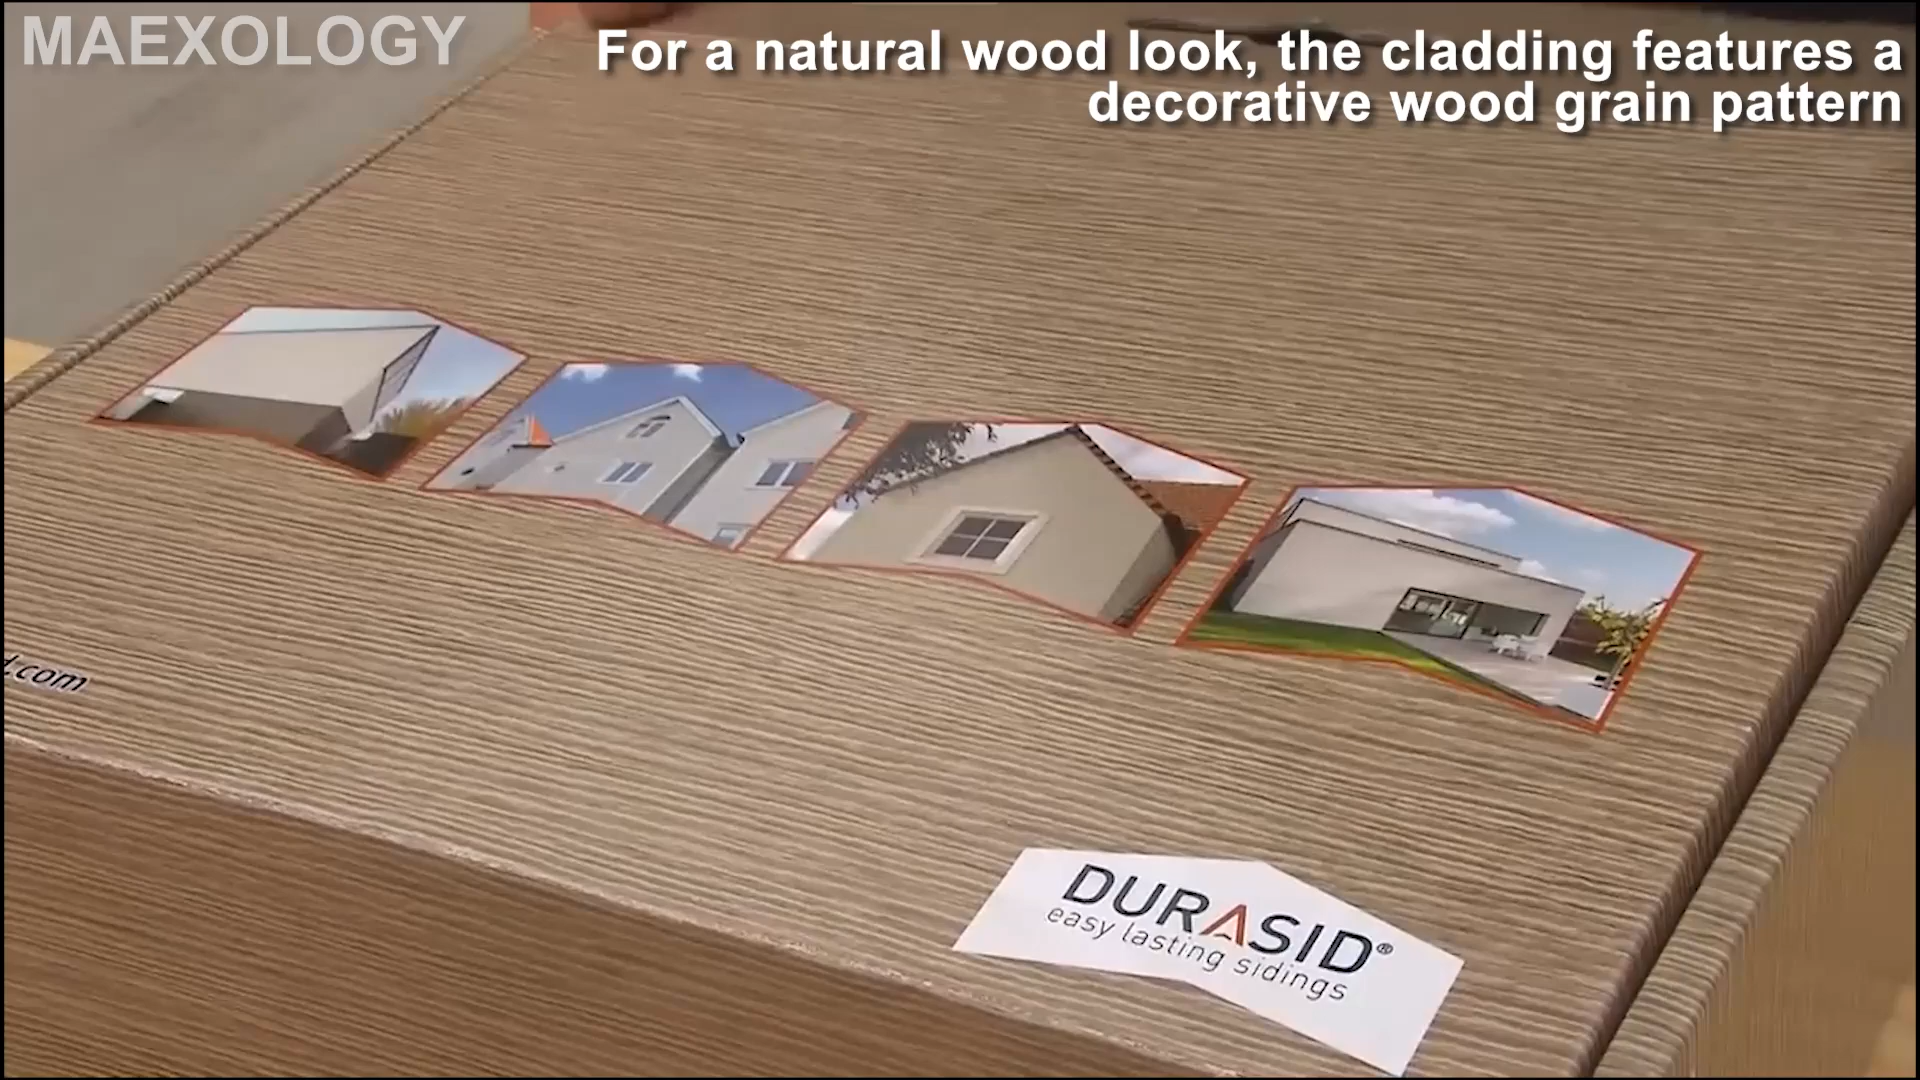 MAEXOLOGY
For a natural wood look, the cladding features a
decorative wood grain pattern
.com
DURASID®
easy lasting sidings